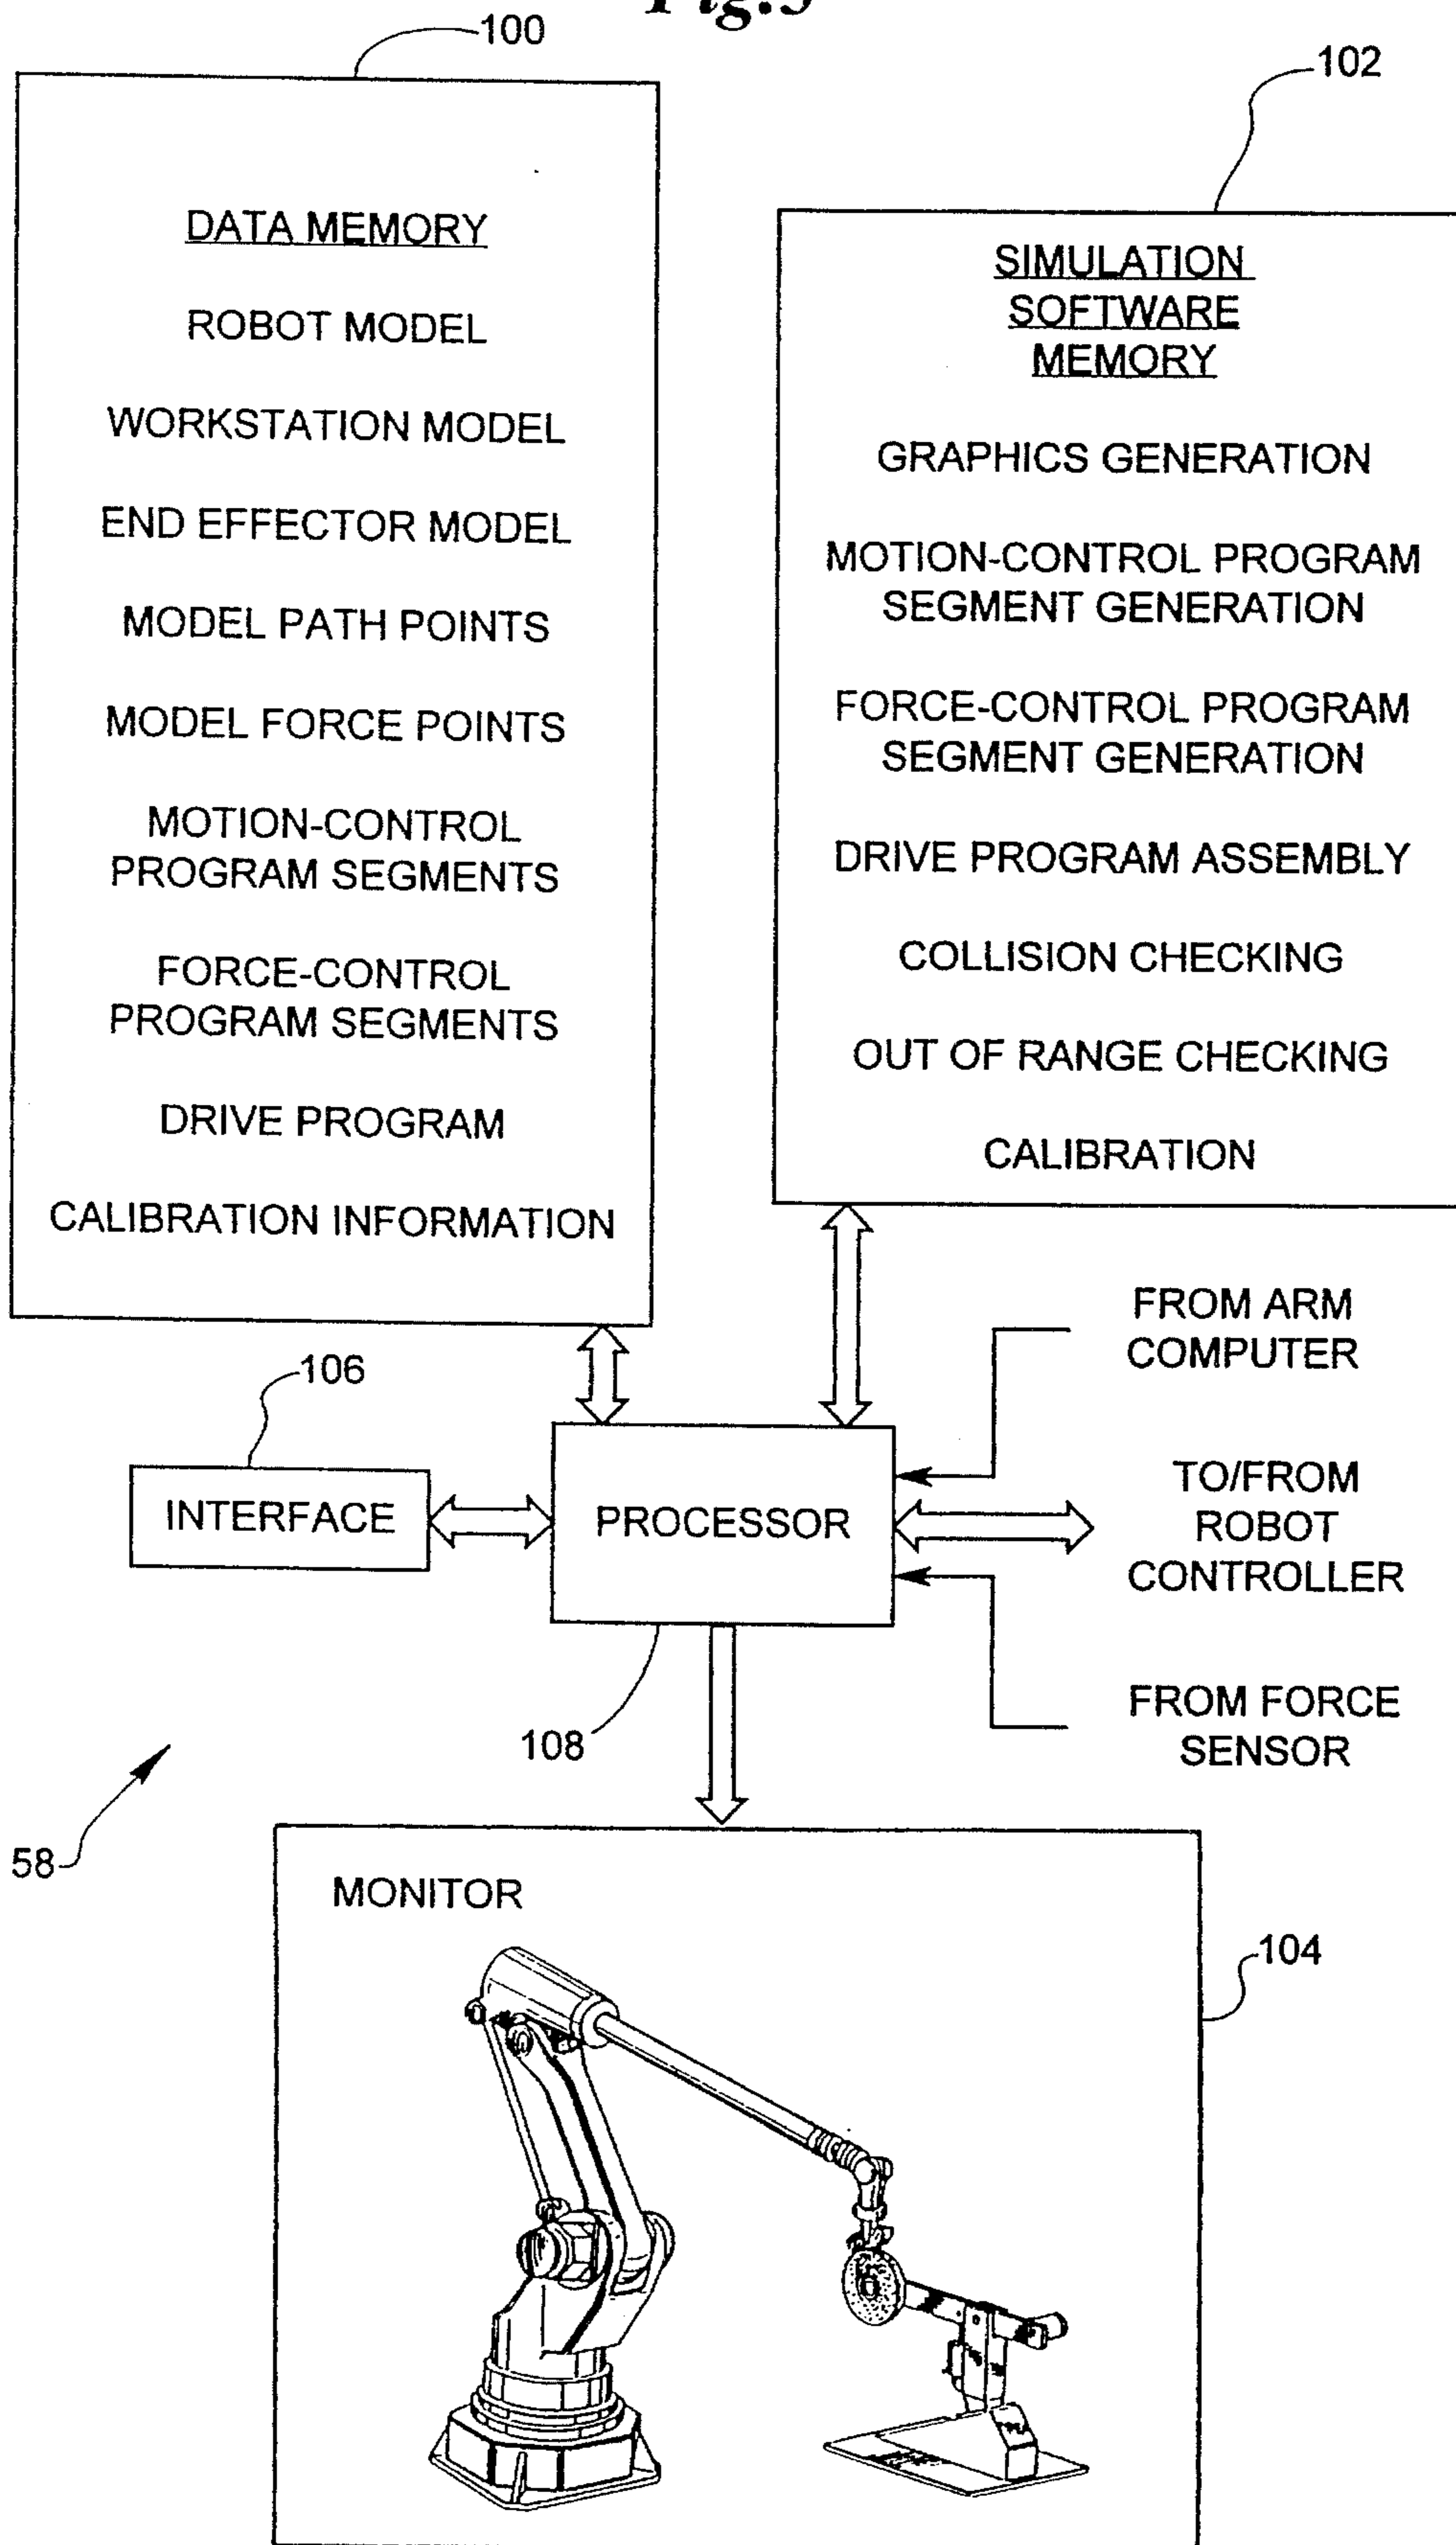 Fig.5
100
102
DATA MEMORY
ROBOT MODEL
WORKSTATION MODEL
END EFFECTOR MODEL
MODEL PATH POINTS
MODEL FORCE POINTS
MOTION-CONTROL
PROGRAM SEGMENTS
FORCE-CONTROL
PROGRAM SEGMENTS
DRIVE PROGRAM
CALIBRATION INFORMATION
SIMULATION
SOFTWARE
MEMORY
GRAPHICS GENERATION
MOTION-CONTROL PROGRAM
SEGMENT GENERATION
FORCE-CONTROL PROGRAM
SEGMENT GENERATION
DRIVE PROGRAM ASSEMBLY
COLLISION CHECKING
OUT OF RANGE CHECKING
CALIBRATION
FROM ARM
COMPUTER
106
INTERFACE
PROCESSOR
TO/FROM
ROBOT
CONTROLLER
108
FROM FORCE
SENSOR
58
MONITOR
104